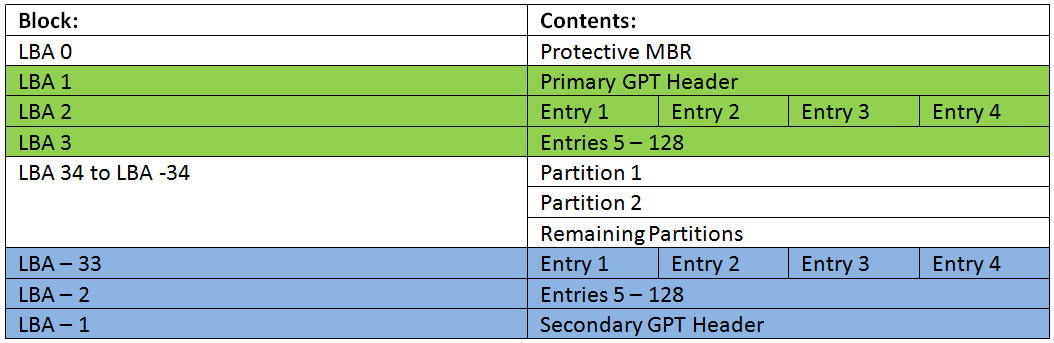 Block: Contents:
LBA 0 Protective MBR
LBA 1 Primary GPT Header
LBA 2 Entry 1 Entry 2 Entry 3 Entry 4
LBA 3 Entries 5 – 128
LBA 34 to LBA -34 Partition 1
Partition 2
Remaining Partitions
LBA – 33 Entry 1 Entry 2 Entry 3 Entry 4
LBA – 2 Entries 5 – 128
LBA – 1 Secondary GPT Header